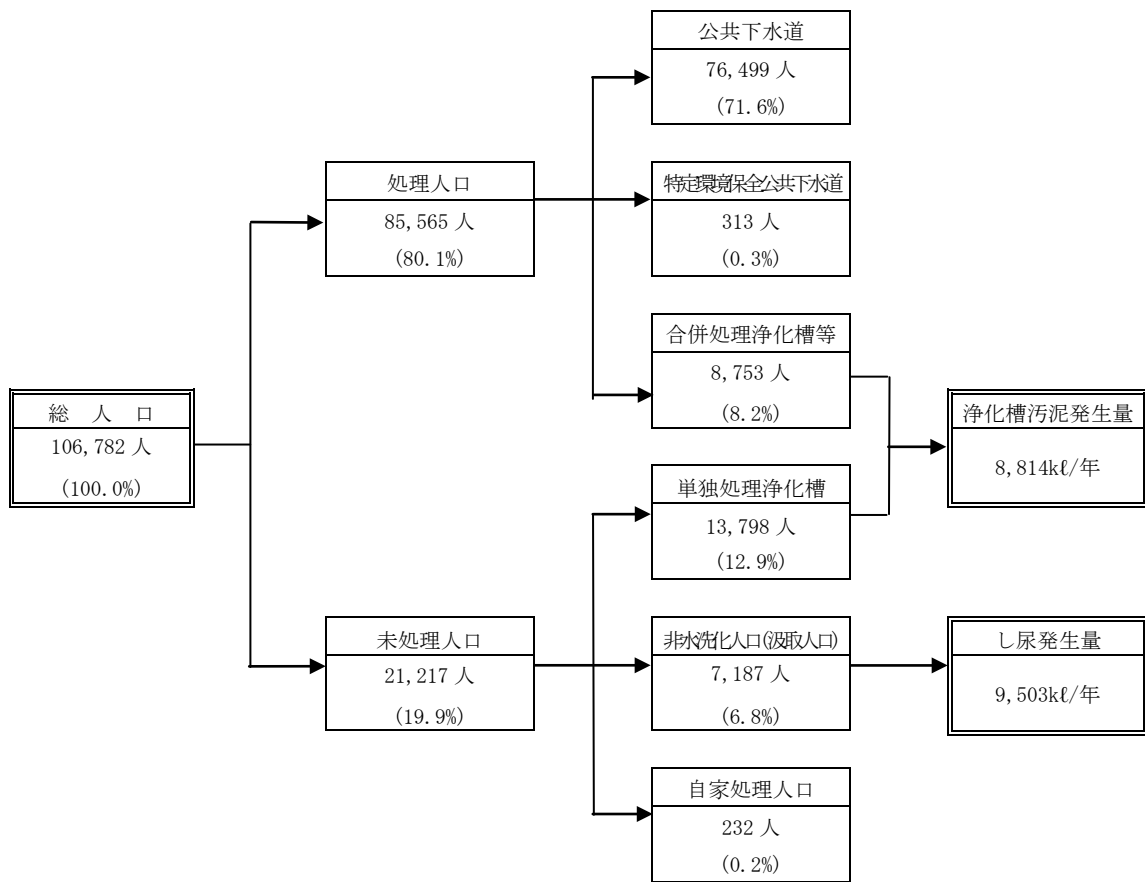 公共下水道
76,499 人
(71.6%)
処理人口
85,565 人
(80.1%)
特定環境保全公共下水道
313 人
(0.3%)
合併処理浄化槽等
8,753 人
(8.2%)
総 人 口
106,782 人
(100.0%)
浄化槽汚泥発生量
8,814kℓ/年
単独処理浄化槽
13,798 人
(12.9%)
未処理人口
21,217 人
(19.9%)
非水洗化人口(汲取人口)
7,187 人
(6.8%)
し尿発生量
9,503kℓ/年
自家処理人口
232 人
(0.2%)